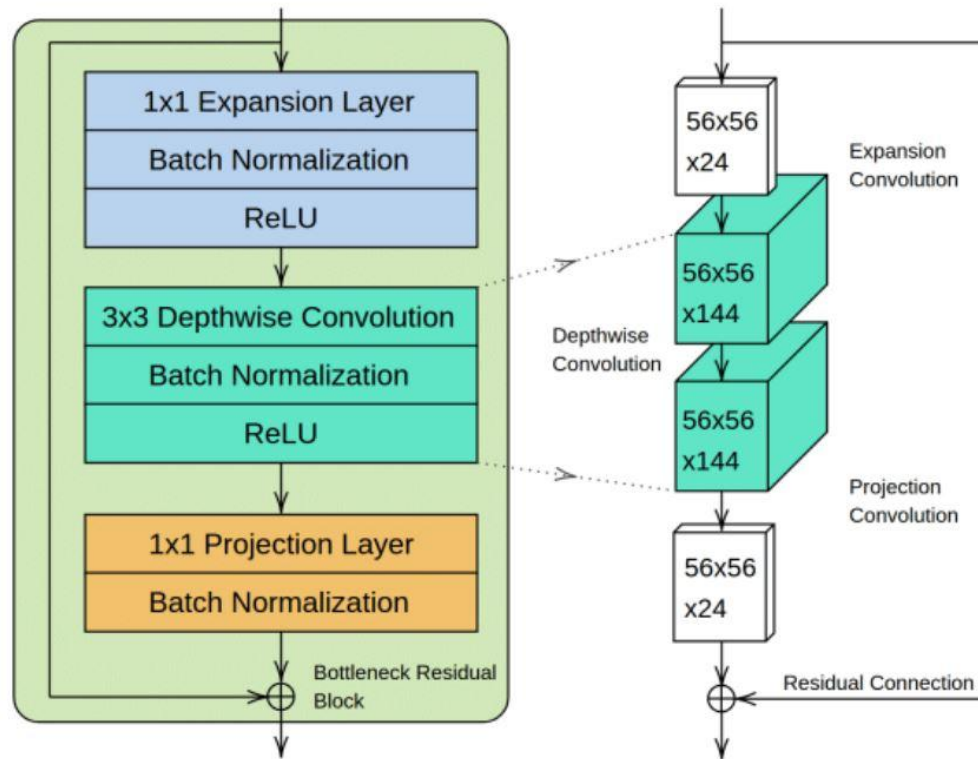 1x1 Expansion Layer
Batch Normalization
ReLU
3x3 Depthwise Convolution
Batch Normalization
ReLU
1x1 Projection Layer
Batch Normalization
Bottleneck Residual
Block
56x56
x24
Expansion
Convolution
56x56
x144
Depthwise
Convolution
56x56
x144
Projection
Convolution
56x56
x24
Residual Connection